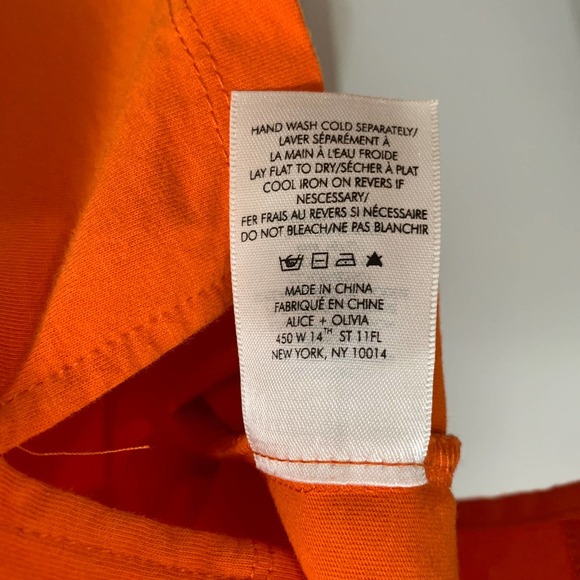 HAND WASH COLD SEPARATELY/
LAVER SÉPARÉMENT À
LA MAIN À L'EAU FROIDE
LAY FLAT TO DRY/SÉCHER À PLAT
COOL IRON ON REVERS IF
NESCESSARY/
FER FRAIS AU REVERS SI NÉCESSAIRE
DO NOT BLEACH/NE PAS BLANCHIR
MADE IN CHINA
FABRIQUÉ EN CHINE
ALICE + OLIVIA
450 W 14TH ST 11FL
NEW YORK, NY 10014